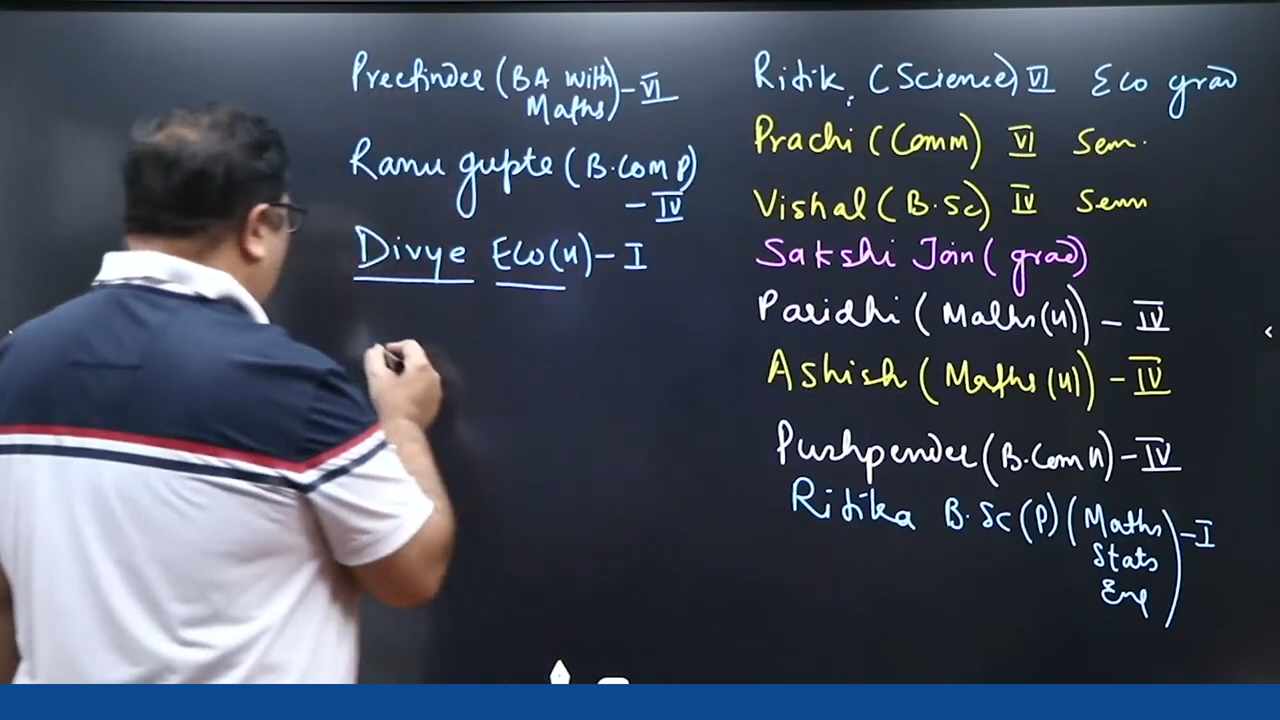 Preetinder (BA with Maths) - VI
Ranu Gupte (B.Com P) - IV
Divye Eco(H) - I
Ritik (Science) VI Eco grad
Prachi (Comm) VI Sem.
Vishal (B.Sc) IV Sem
Sakshi Jain (grad)
Paridhi (Maths(H)) - IV
Ashish (Maths(H)) - IV
Pushpender (B.Com H) - IV
Ritika B.Sc(P) (Maths - I
Stats
Eng)